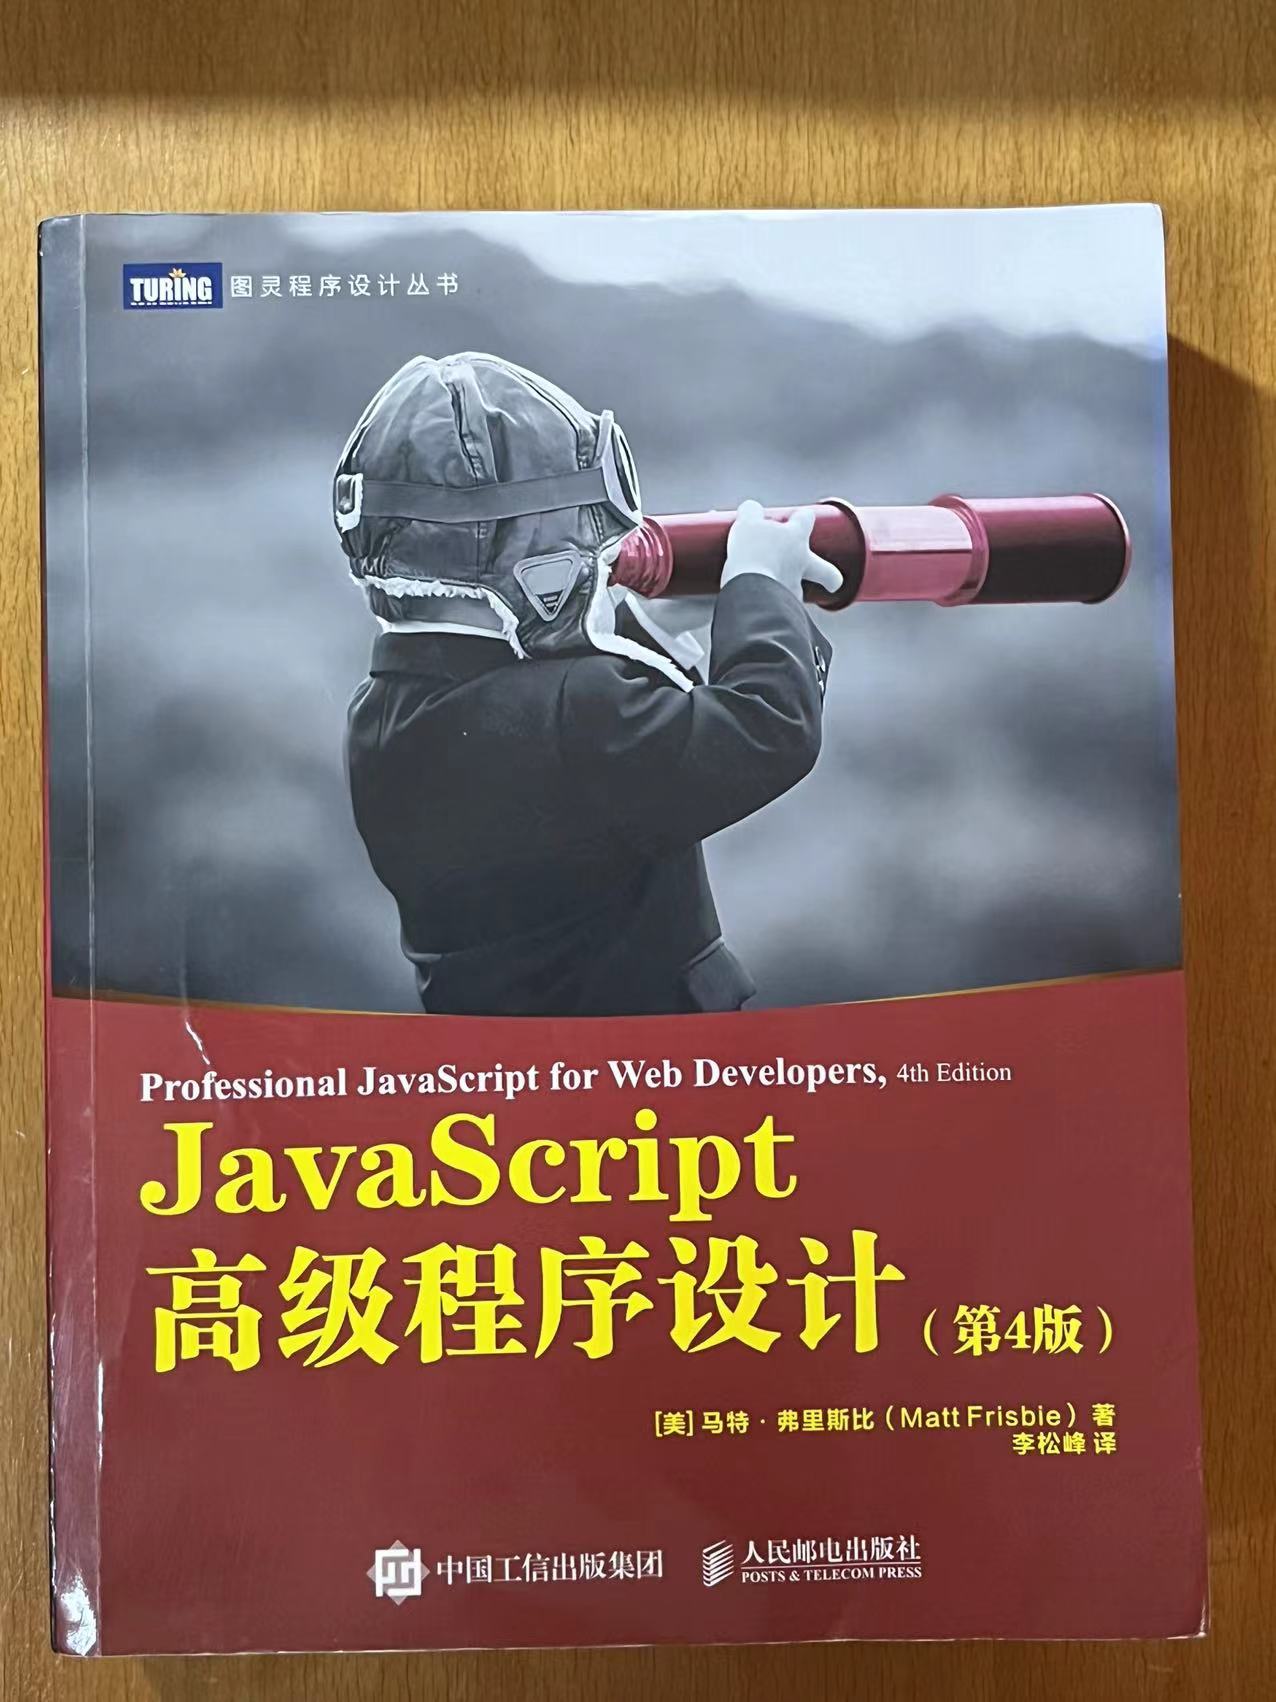 TURING 图灵程序设计丛书
Professional JavaScript for Web Developers, 4th Edition
JavaScript
高级程序设计（第4版）
[美] 马特·弗里斯比（Matt Frisbie）著
李松峰 译
中国工信出版集团 人民邮电出版社
POSTS & TELECOM PRESS